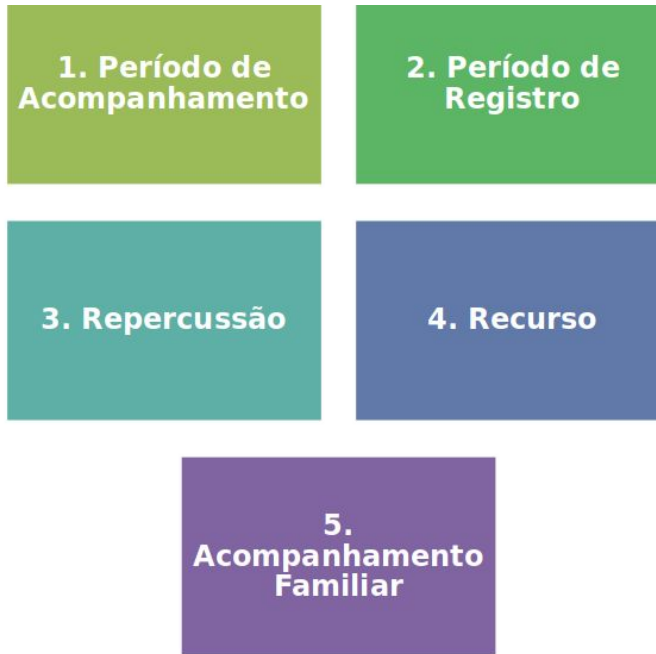 1. Período de
Acompanhamento
2. Período de
Registro
3. Repercussão
4. Recurso
5.
Acompanhamento
Familiar